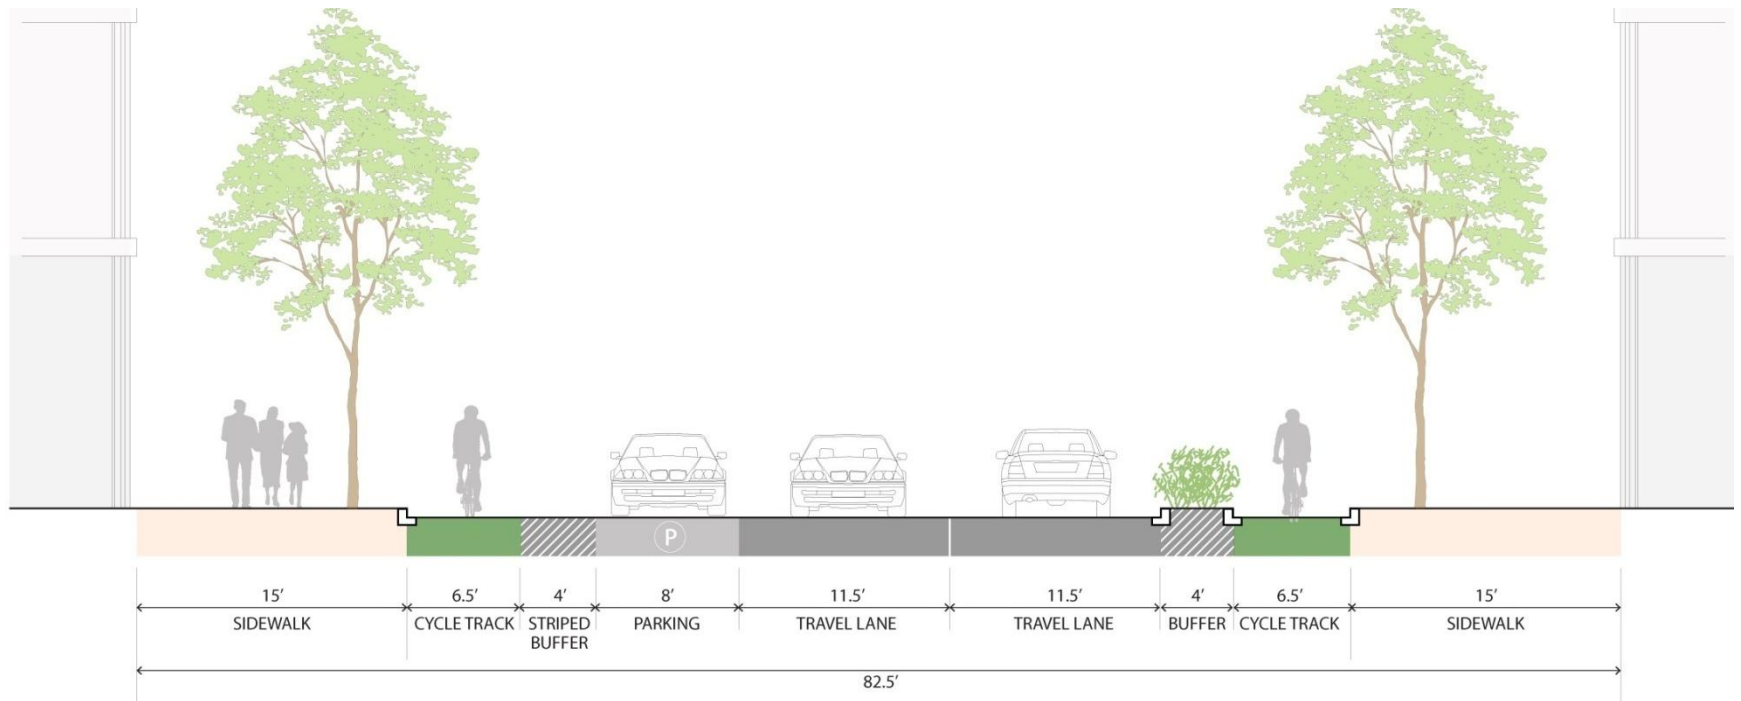 P
15’ 6.5’ 4’ 8’ 11.5’ 11.5’ 4’ 6.5’ 15’
SIDEWALK CYCLE TRACK STRIPED PARKING TRAVEL LANE TRAVEL LANE BUFFER CYCLE TRACK SIDEWALK
BUFFER
82.5’